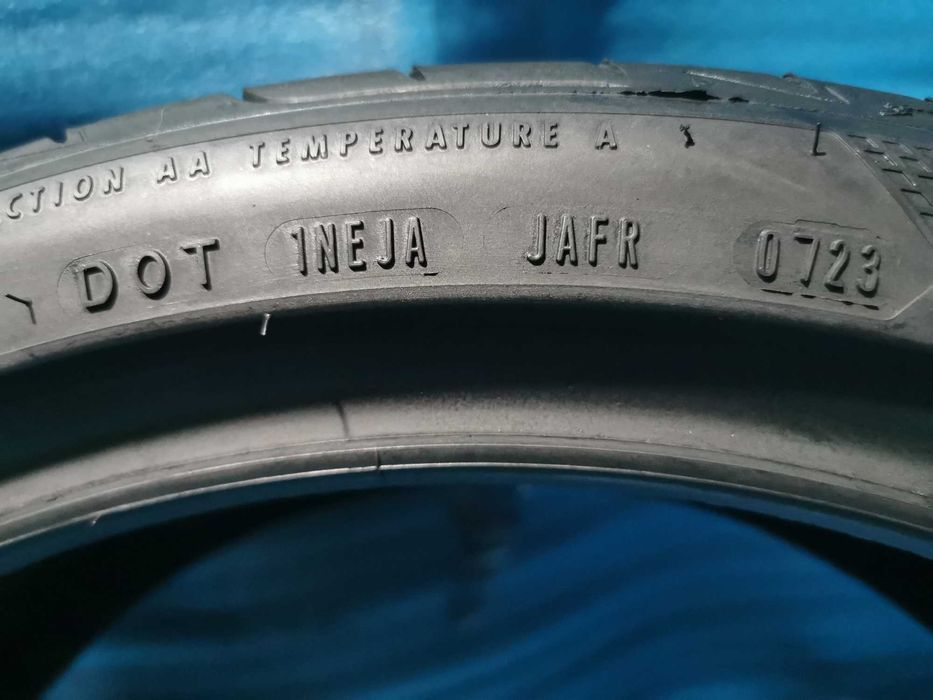 CTION AA TEMPERATURE A
DOT 1NEJA JAFR 0723